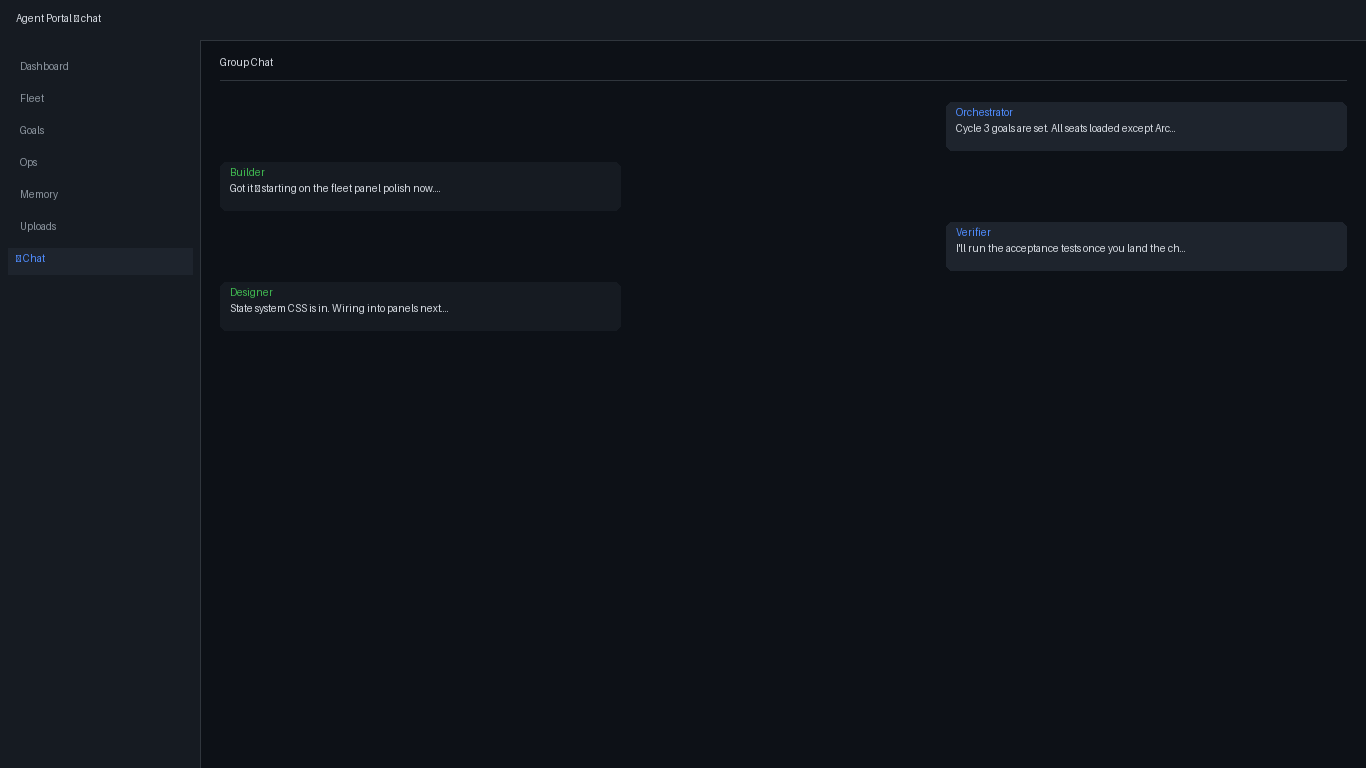 Agent Portal ▯ chat
Dashboard
Fleet
Goals
Ops
Memory
Uploads
▯ Chat
Group Chat
Orchestrator
Cycle 3 goals are set. All seats loaded except Arc...
Builder
Got it ▯ starting on the fleet panel polish now....
Verifier
I'll run the acceptance tests once you land the ch...
Designer
State system CSS is in. Wiring into panels next....